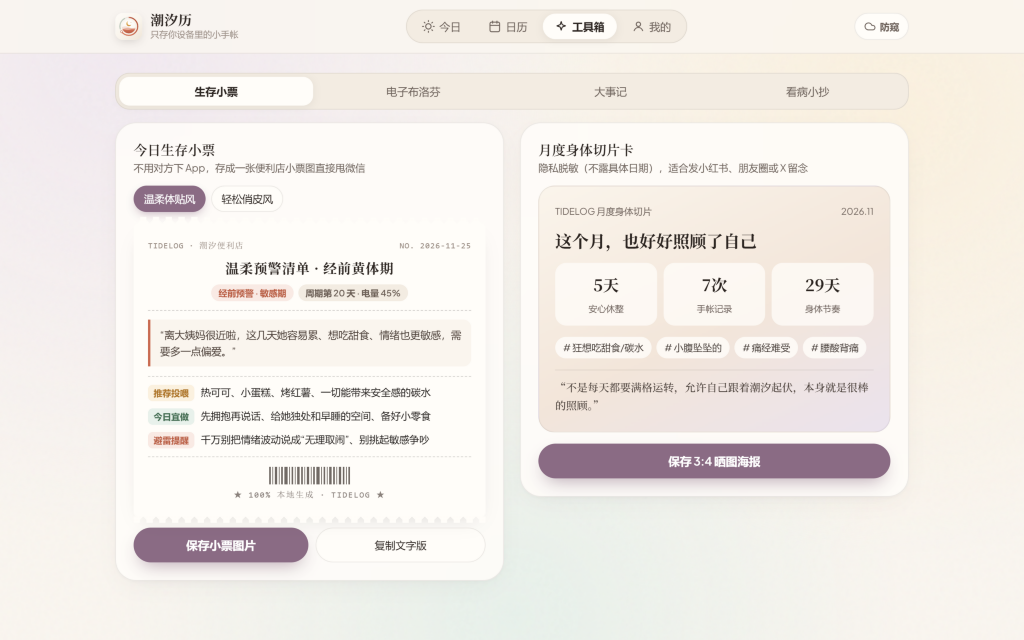 潮汐历
只存你设备里的小手帐
今日
日历
工具箱
我的
防窥
生存小票
电子布洛芬
大事记
看病小抄
今日生存小票
不用对方下 App，存成一张便利店小票图直接甩微信
温柔体贴风
轻松俏皮风
TIDELOG · 潮汐便利店
NO. 2026-11-25
温柔预警清单 · 经前黄体期
经前预警 · 敏感期
周期第 20 天 · 电量 45%
“离大姨妈很近啦，这几天她容易累、想吃甜食、情绪也更敏感，需
要多一点偏爱。”
推荐投喂 热可可、小蛋糕、烤红薯、一切能带来安全感的碳水
今日宜做 先拥抱再说话、给她独处和早睡的空间、备好小零食
避雷提醒 千万别把情绪波动说成“无理取闹”、别挑起敏感争吵
★ 100% 本地生成 · TIDELOG ★
保存小票图片
复制文字版
月度身体切片卡
隐私脱敏（不露具体日期），适合发小红书、朋友圈或 X 留念
TIDELOG 月度身体切片
2026.11
这个月，也好好照顾了自己
5天
安心休整
7次
手帐记录
29天
身体节奏
# 狂想吃甜食/碳水
# 小腹坠坠的
# 痛经难受
# 腰酸背痛
“不是每天都要满格运转，允许自己跟着潮汐起伏，本身就是很棒
的照顾。”
保存 3:4 晒图海报